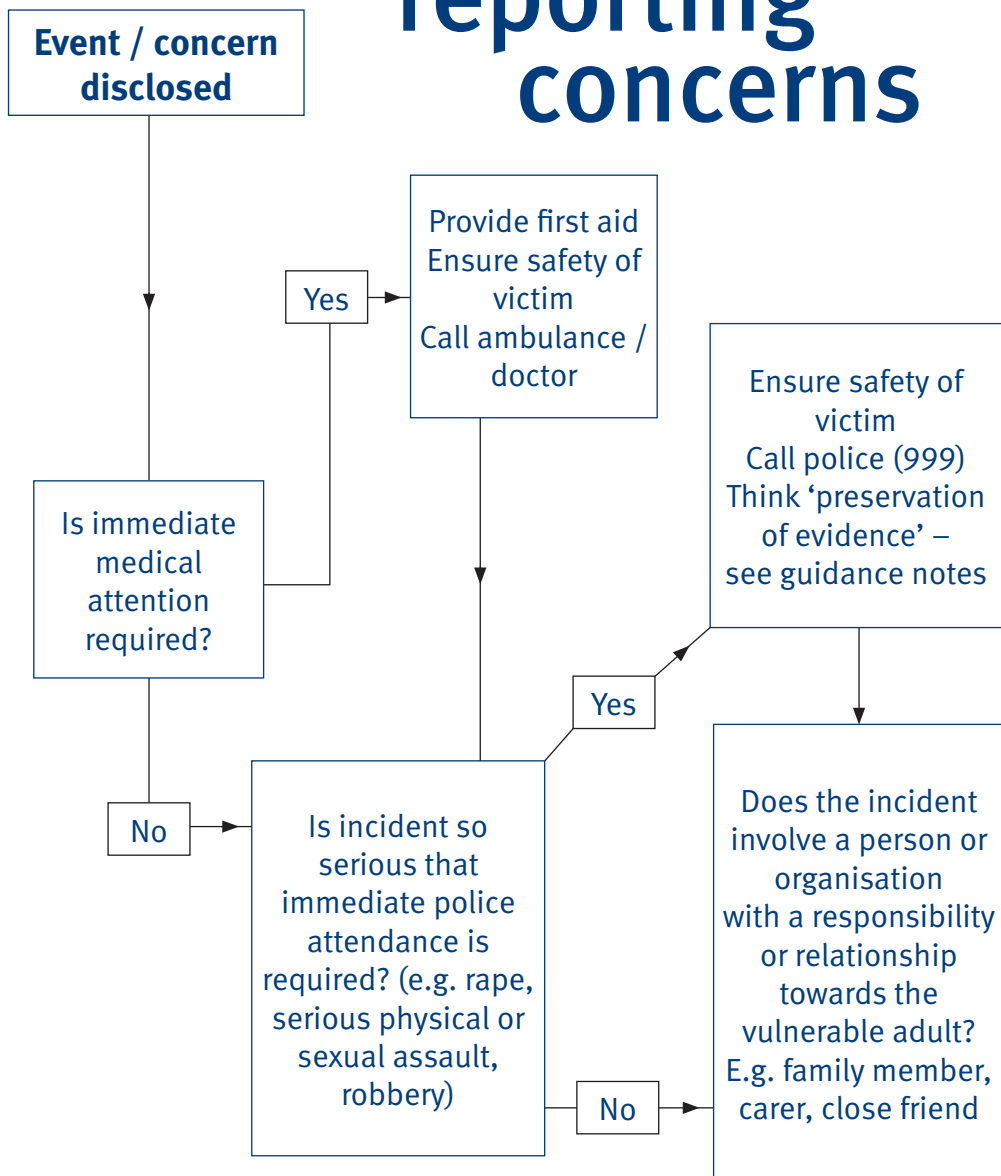 reporting
concerns
Event / concern
disclosed
Yes
Provide first aid
Ensure safety of
victim
Call ambulance /
doctor
Is immediate
medical
attention
required?
Ensure safety of
victim
Call police (999)
Think ‘preservation
of evidence’ –
see guidance notes
Yes
No
Is incident so
serious that
immediate police
attendance is
required? (e.g. rape,
serious physical or
sexual assault,
robbery)
Does the incident
involve a person or
organisation
with a responsibility
or relationship
towards the
vulnerable adult?
E.g. family member,
carer, close friend
No